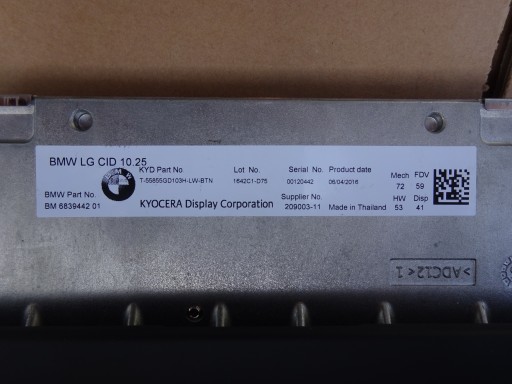 BMW LG CID 10.25
KYD Part No Lot No. Serial No. Product date Mech FDV
T-55855GD103H-LW-BTN 1642C1-D75 00120442 06/04/2016 72 59
BMW Part No. Supplier No HW Disp
BM 6839442 01 KYOCERA Display Corporation 209003-11 Made in Thailand 53 41
>ADC12<1